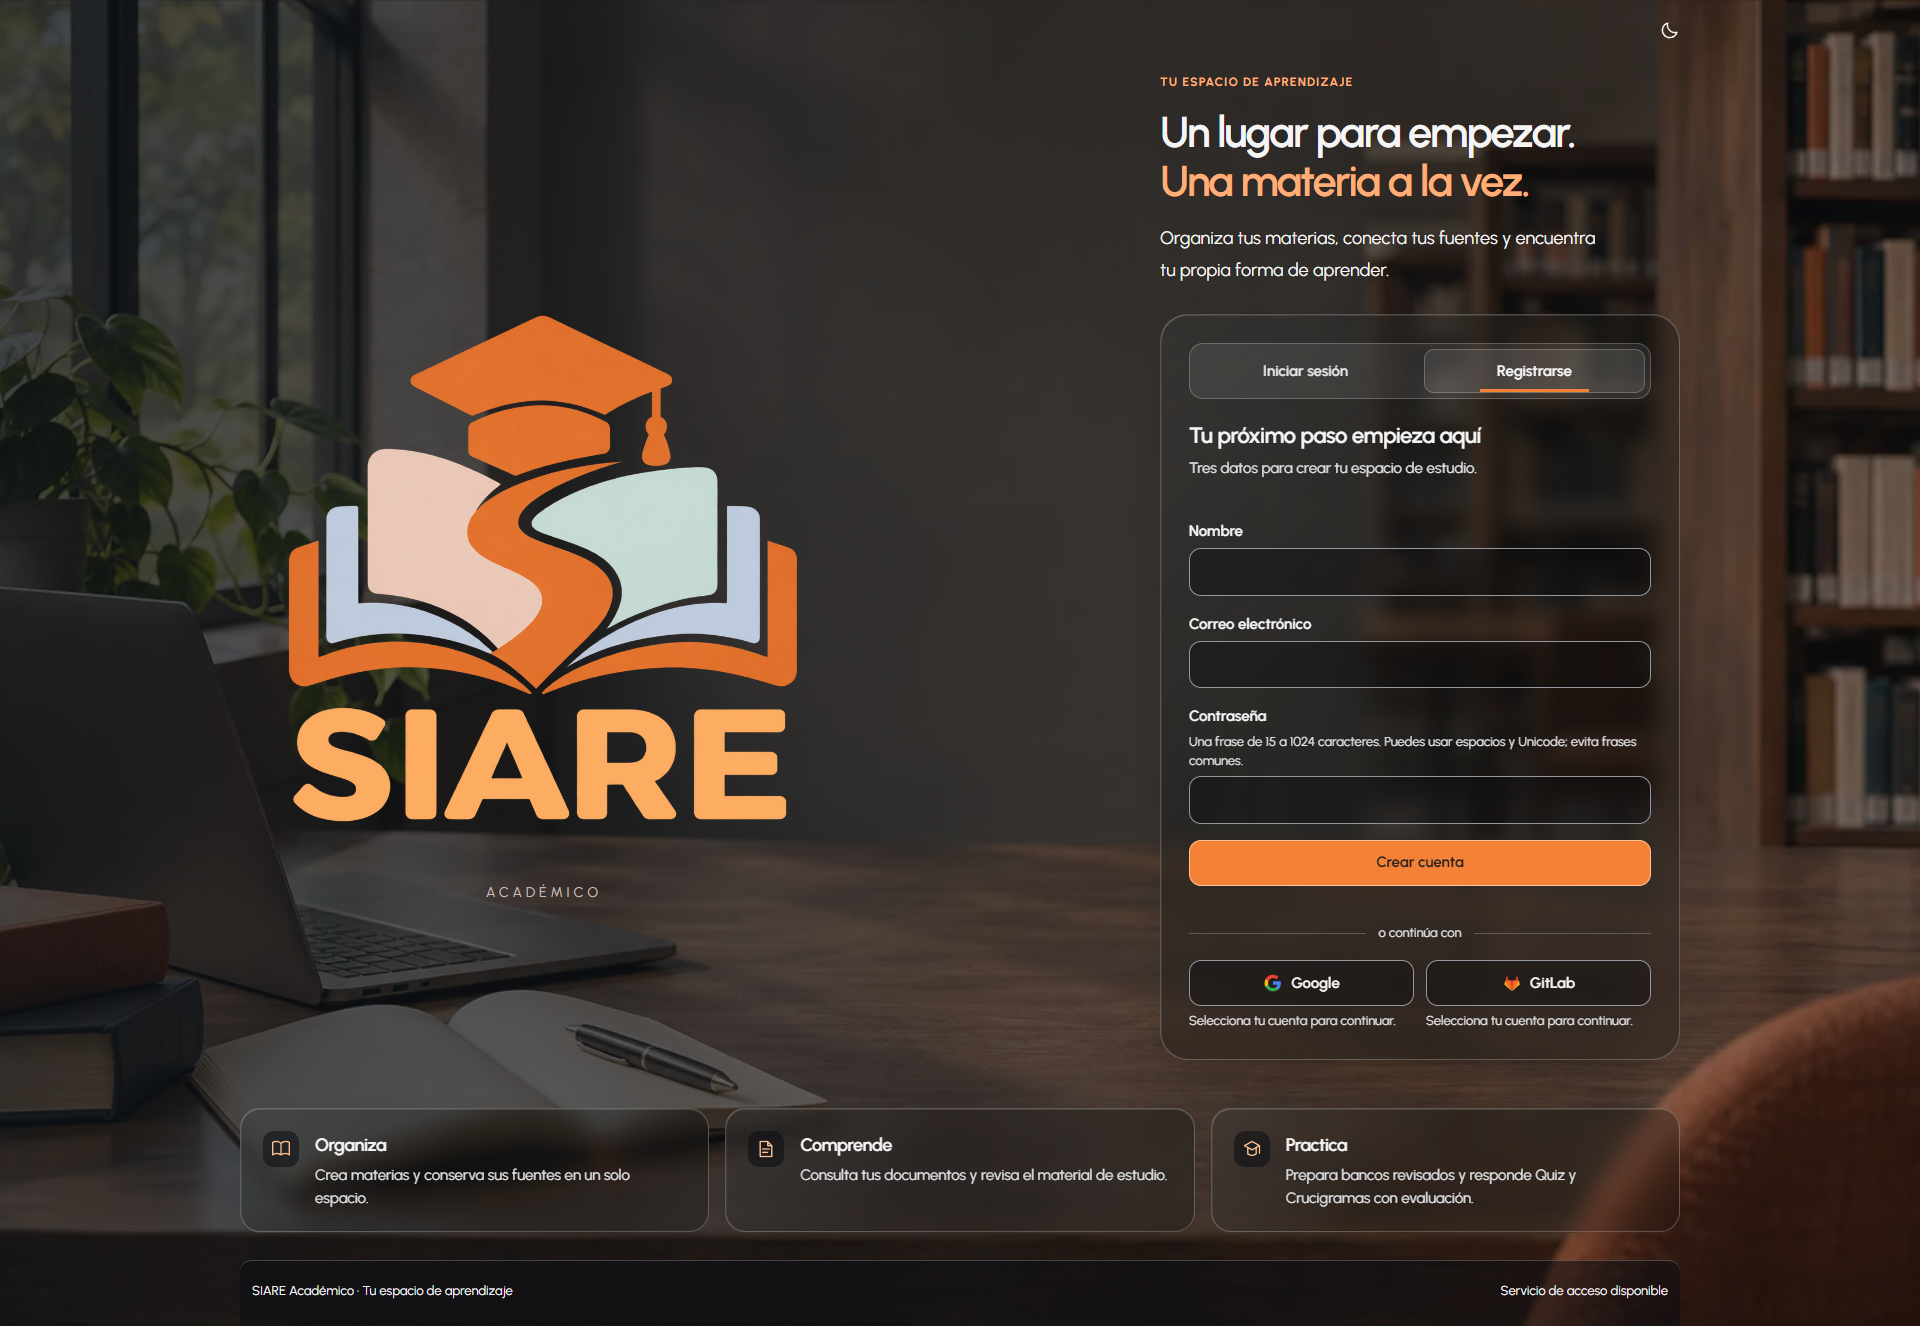 TU ESPACIO DE APRENDIZAJE
Un lugar para empezar.
Una materia a la vez.
Organiza tus materias, conecta tus fuentes y encuentra
tu propia forma de aprender.
SIARE
ACADÉMICO
Iniciar sesión
Registrarse
Tu próximo paso empieza aquí
Tres datos para crear tu espacio de estudio.
Nombre
Correo electrónico
Contraseña
Una frase de 15 a 1024 caracteres. Puedes usar espacios y Unicode; evita frases
comunes.
Crear cuenta
o continúa con
Google
GitLab
Selecciona tu cuenta para continuar.
Selecciona tu cuenta para continuar.
Organiza
Crea materias y conserva sus fuentes en un solo
espacio.
Comprende
Consulta tus documentos y revisa el material de estudio.
Practica
Prepara bancos revisados y responde Quiz y
Crucigramas con evaluación.
SIARE Académico · Tu espacio de aprendizaje
Servicio de acceso disponible